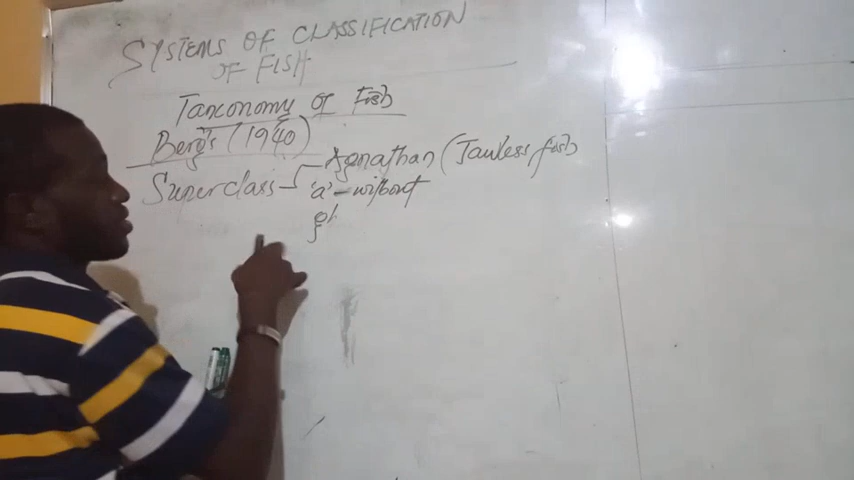 SYSTEMS OF CLASSIFICATION
OF FISH
Taxonomy of Fish
Berg's (1940)
Agnathan (Jawless fish
Superclass
'a' - without
g